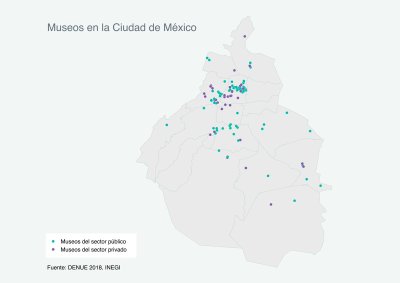 Museos en la Ciudad de México
Museos del sector público
Museos del sector privado
Fuente: DENUE 2018, INEGI